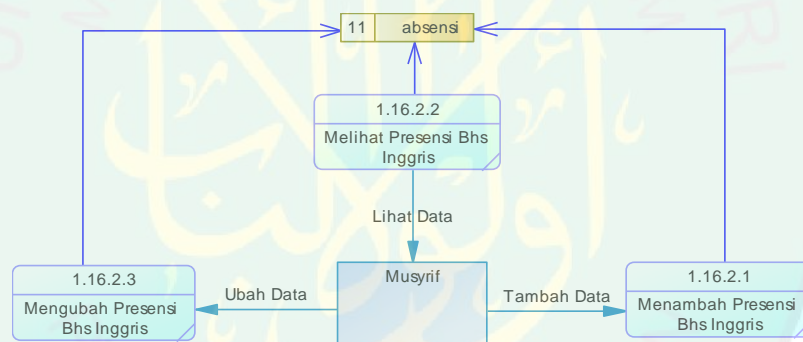 11 absensi
1.16.2.2
Melihat Presensi Bhs
Inggris
Lihat Data
1.16.2.3
Mengubah Presensi
Bhs Inggris
Ubah Data
Musyrif
Tambah Data
1.16.2.1
Menambah Presensi
Bhs Inggris